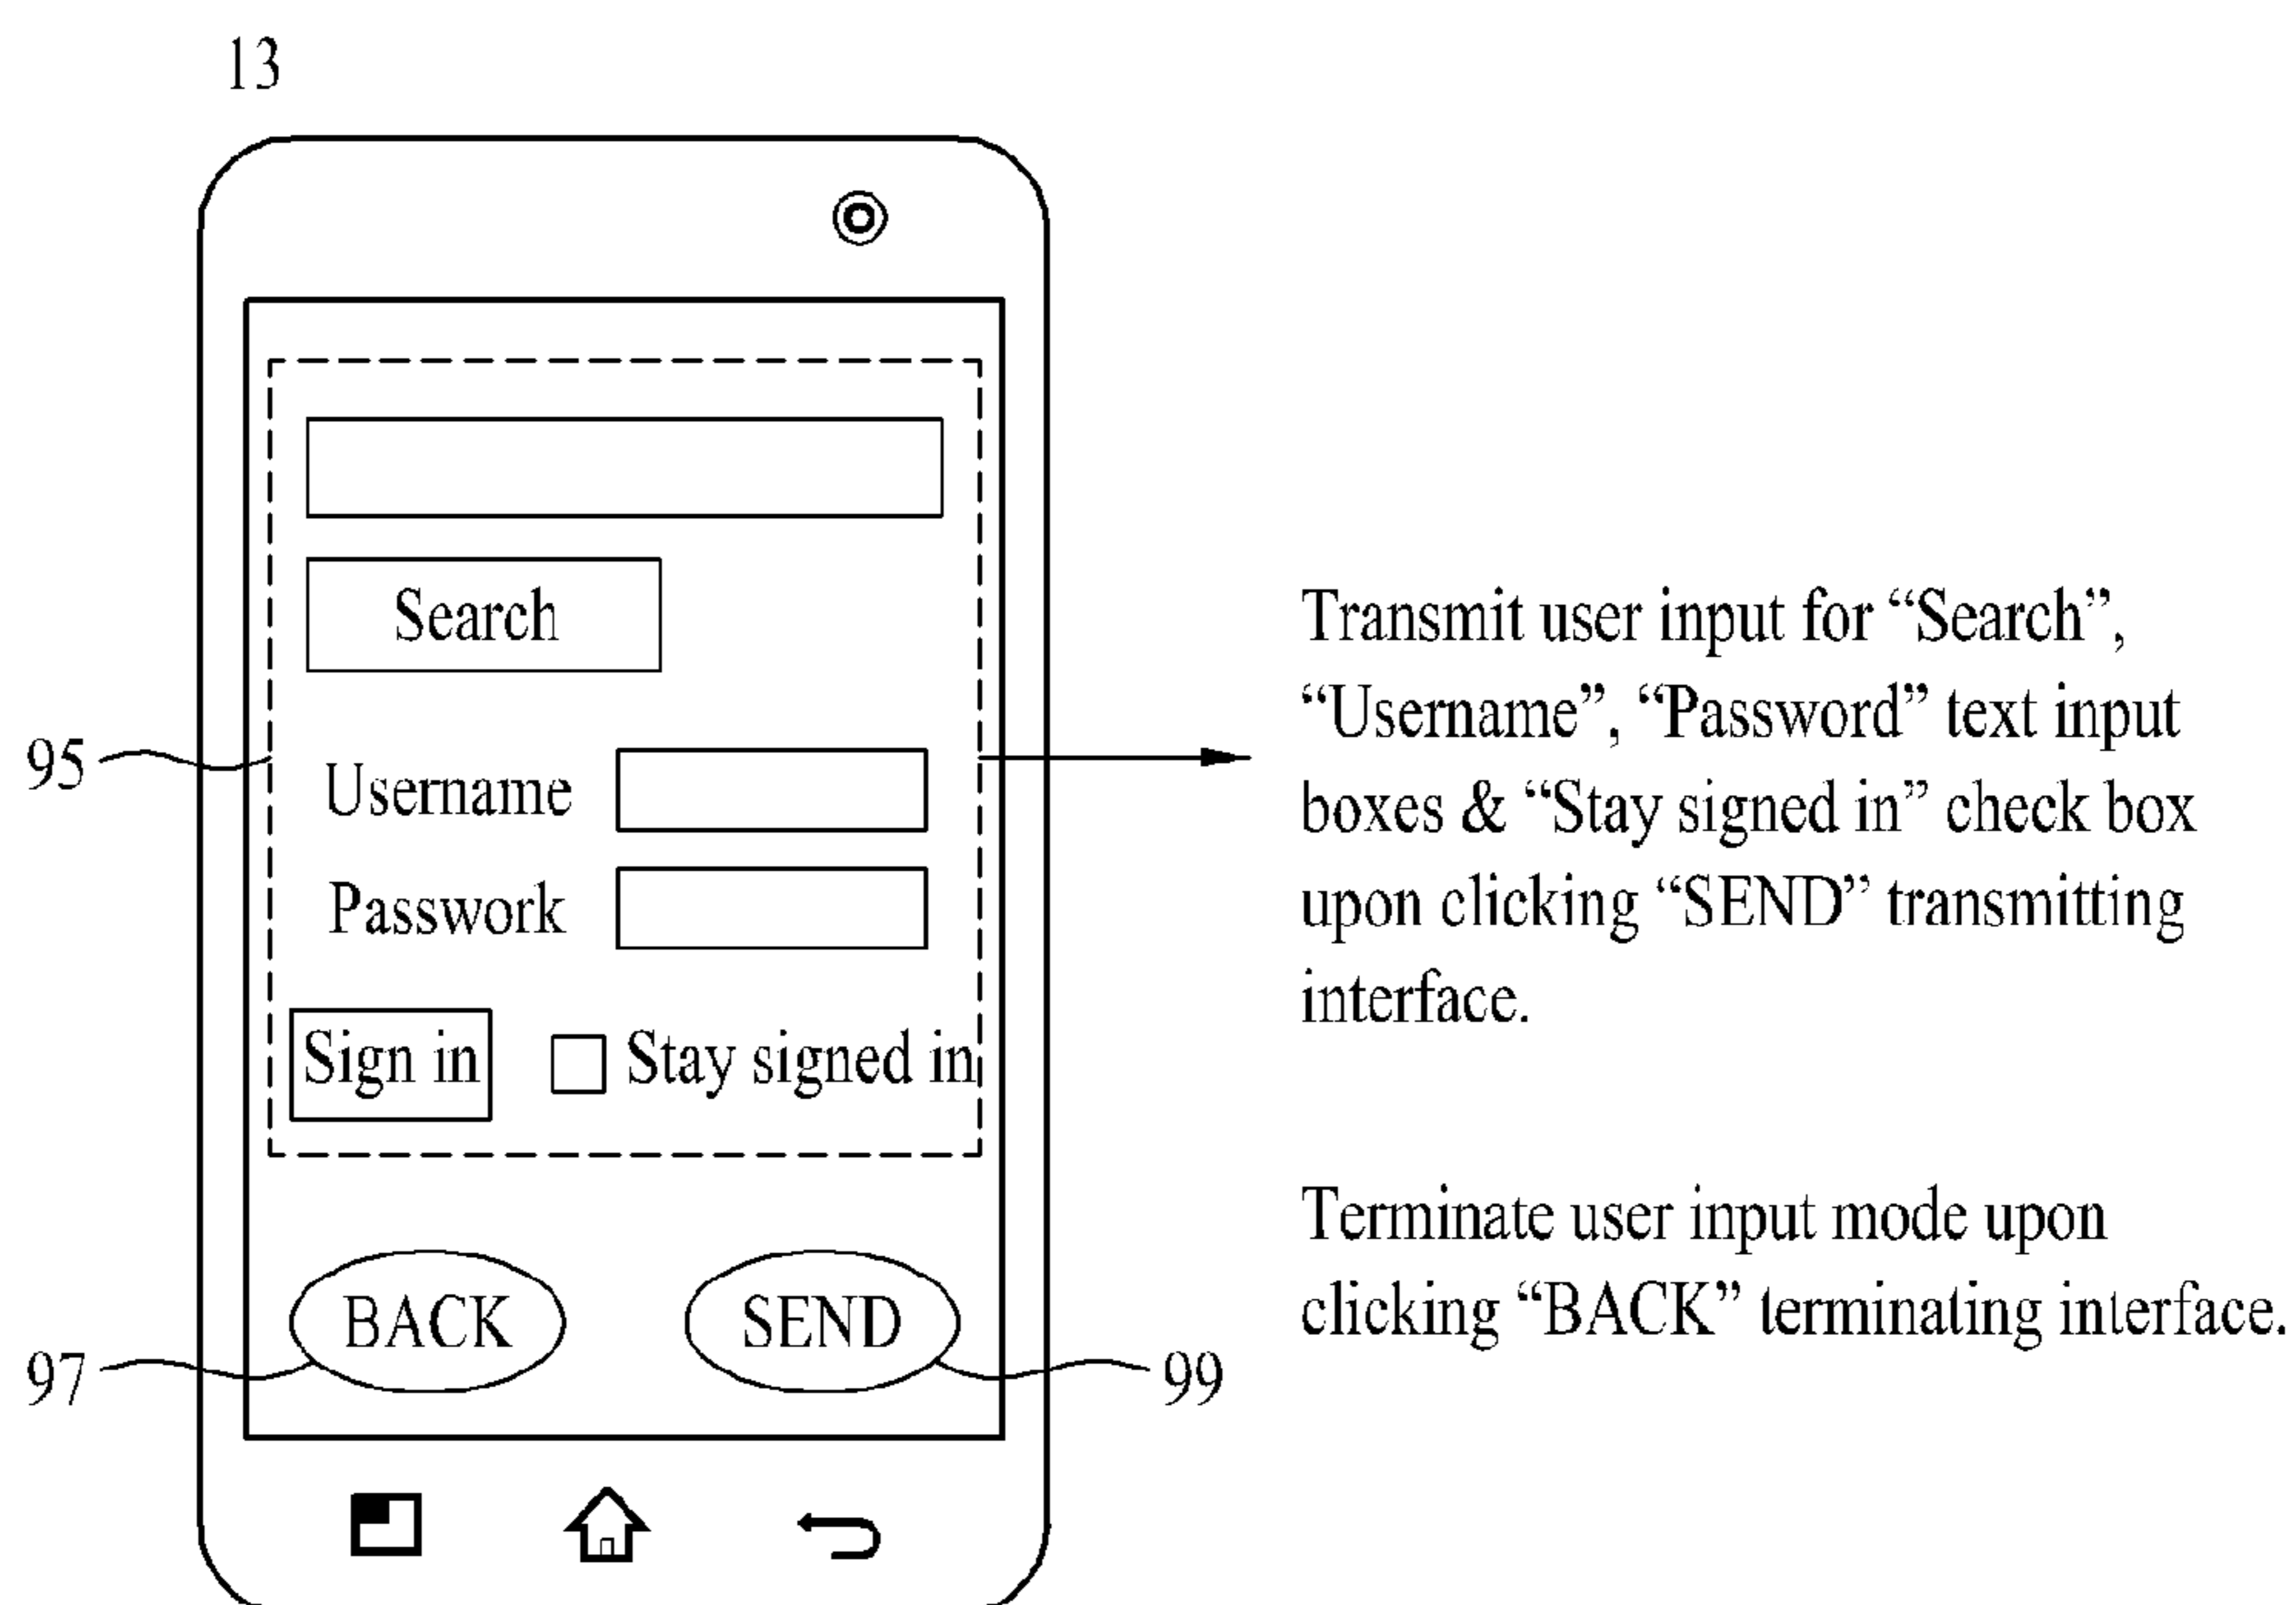 13
Search
95
Username
Passwork
Sign in
Stay signed in
BACK
SEND
97
99
Transmit user input for “Search”,
“Username”, “Password” text input
boxes & “Stay signed in” check box
upon clicking “SEND” transmitting
interface.
Terminate user input mode upon
clicking “BACK” terminating interface.